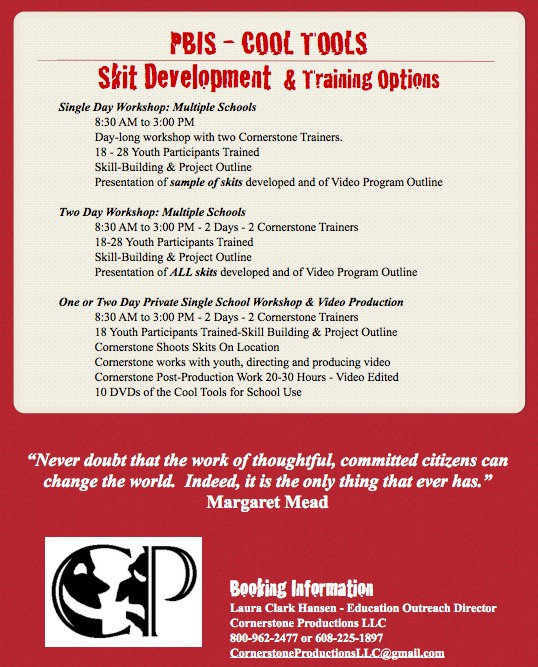 PBIS - COOL TOOLS
Skit Development & Training Options
Single Day Workshop: Multiple Schools
8:30 AM to 3:00 PM
Day-long workshop with two Cornerstone Trainers.
18 - 28 Youth Participants Trained
Skill-Building & Project Outline
Presentation of sample of skits developed and of Video Program Outline
Two Day Workshop: Multiple Schools
8:30 AM to 3:00 PM - 2 Days - 2 Cornerstone Trainers
18-28 Youth Participants Trained
Skill-Building & Project Outline
Presentation of ALL skits developed and of Video Program Outline
One or Two Day Private Single School Workshop & Video Production
8:30 AM to 3:00 PM - 2 Days - 2 Cornerstone Trainers
18 Youth Participants Trained-Skill Building & Project Outline
Cornerstone Shoots Skits On Location
Cornerstone works with youth, directing and producing video
Cornerstone Post-Production Work 20-30 Hours - Video Edited
10 DVDs of the Cool Tools for School Use
“Never doubt that the work of thoughtful, committed citizens can
change the world. Indeed, it is the only thing that ever has.”
Margaret Mead
CP
Booking Information
Laura Clark Hansen - Education Outreach Director
Cornerstone Productions LLC
800-962-2477 or 608-225-1897
CornerstoneProductionsLLC@gmail.com